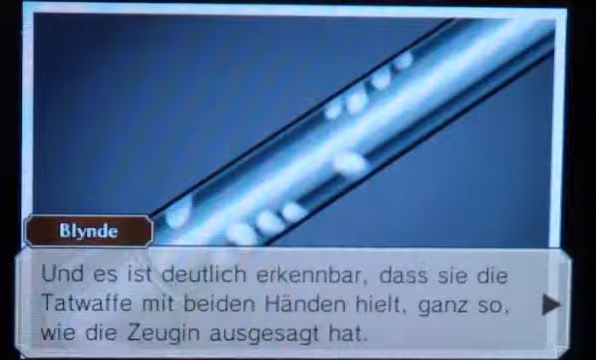 Blynde
Und es ist deutlich erkennbar, dass sie die
Tatwaffe mit beiden Händen hielt, ganz so,
wie die Zeugin ausgesagt hat.